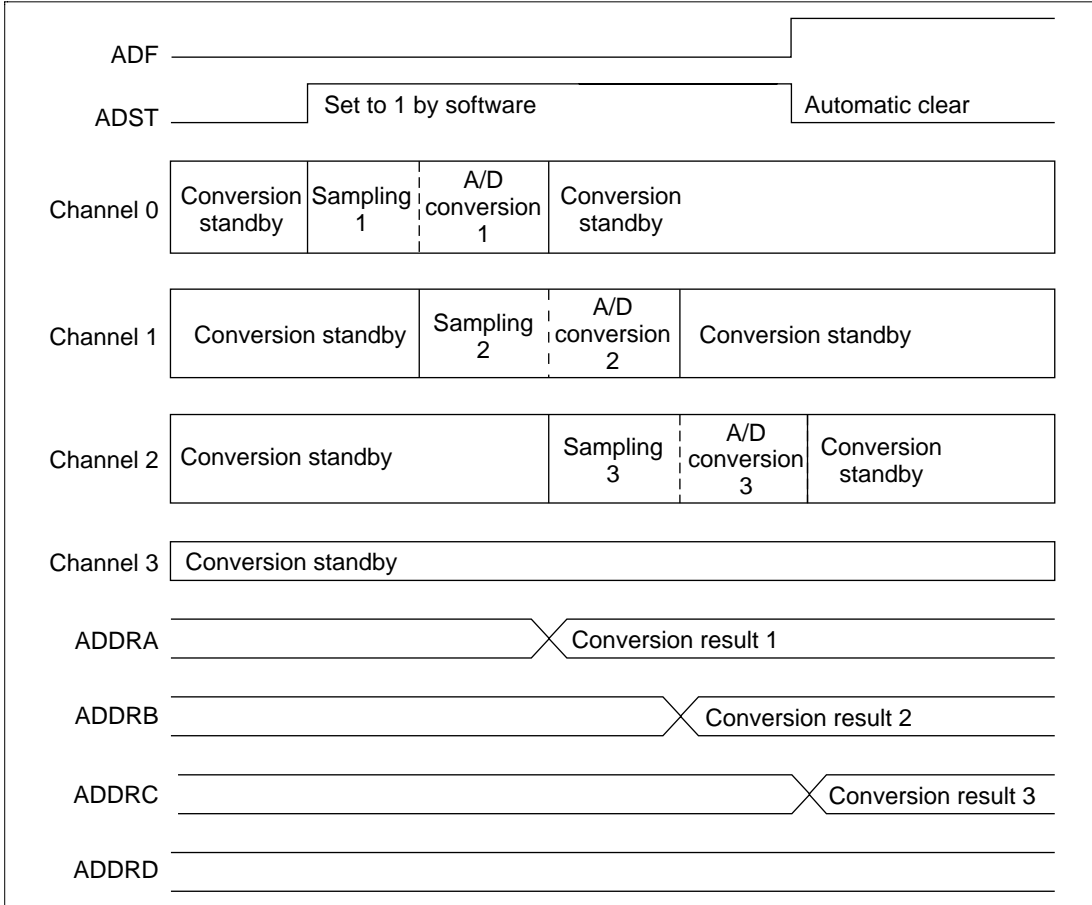 ADF
ADST
Set to 1 by software
Automatic clear
Channel 0
Conversion
standby
Sampling
1
A/D
conversion
1
Conversion
standby
Channel 1
Conversion standby
Sampling
2
A/D
conversion
2
Conversion standby
Channel 2
Conversion standby
Sampling
3
A/D
conversion
3
Conversion
standby
Channel 3
Conversion standby
ADDRA
Conversion result 1
ADDRB
Conversion result 2
ADDRC
Conversion result 3
ADDRD